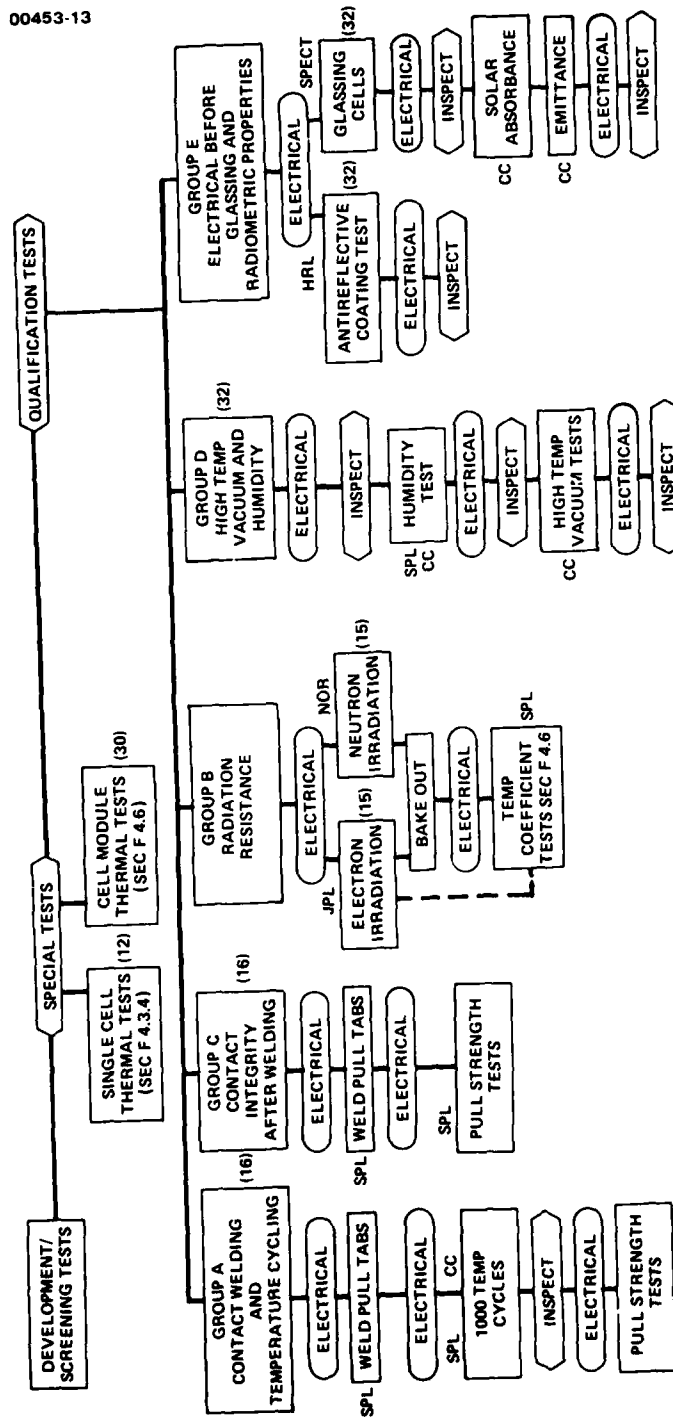 00453-13
DEVELOPMENT/
SCREENING TESTS
SPECIAL TESTS
QUALIFICATION TESTS
SINGLE CELL
THERMAL TESTS
(SEC F 4.3.4)
(12)
CELL MODULE
THERMAL TESTS
(SEC F 4.6)
(30)
GROUP A
CONTACT WELDING
AND
TEMPERATURE CYCLING
(16)
ELECTRICAL
SPL
WELD PULL TABS
ELECTRICAL
SPL
CC
1000 TEMP
CYCLES
INSPECT
ELECTRICAL
PULL STRENGTH
TESTS
GROUP C
CONTACT
INTEGRITY
AFTER WELDING
(16)
ELECTRICAL
SPL
WELD PULL TABS
ELECTRICAL
SPL
PULL STRENGTH
TESTS
GROUP B
RADIATION
RESISTANCE
ELECTRICAL
JPL
NOR
ELECTRON
IRRADIATION
(15)
NEUTRON
IRRADIATION
(15)
BAKE OUT
ELECTRICAL
TEMP
COEFFICIENT
TESTS SEC F 4.6
SPL
GROUP D
HIGH TEMP
VACUUM AND
HUMIDITY
(32)
ELECTRICAL
INSPECT
SPL
CC
HUMIDITY
TEST
ELECTRICAL
INSPECT
CC
HIGH TEMP
VACUUM TESTS
ELECTRICAL
INSPECT
GROUP E
ELECTRICAL BEFORE
GLASSING AND
RADIOMETRIC PROPERTIES
ELECTRICAL
HRL
SPECT
ANTIREFLECTIVE
COATING TEST
(32)
ELECTRICAL
INSPECT
GLASSING
CELLS
(32)
ELECTRICAL
INSPECT
CC
SOLAR
ABSORBANCE
CC
EMITTANCE
ELECTRICAL
INSPECT